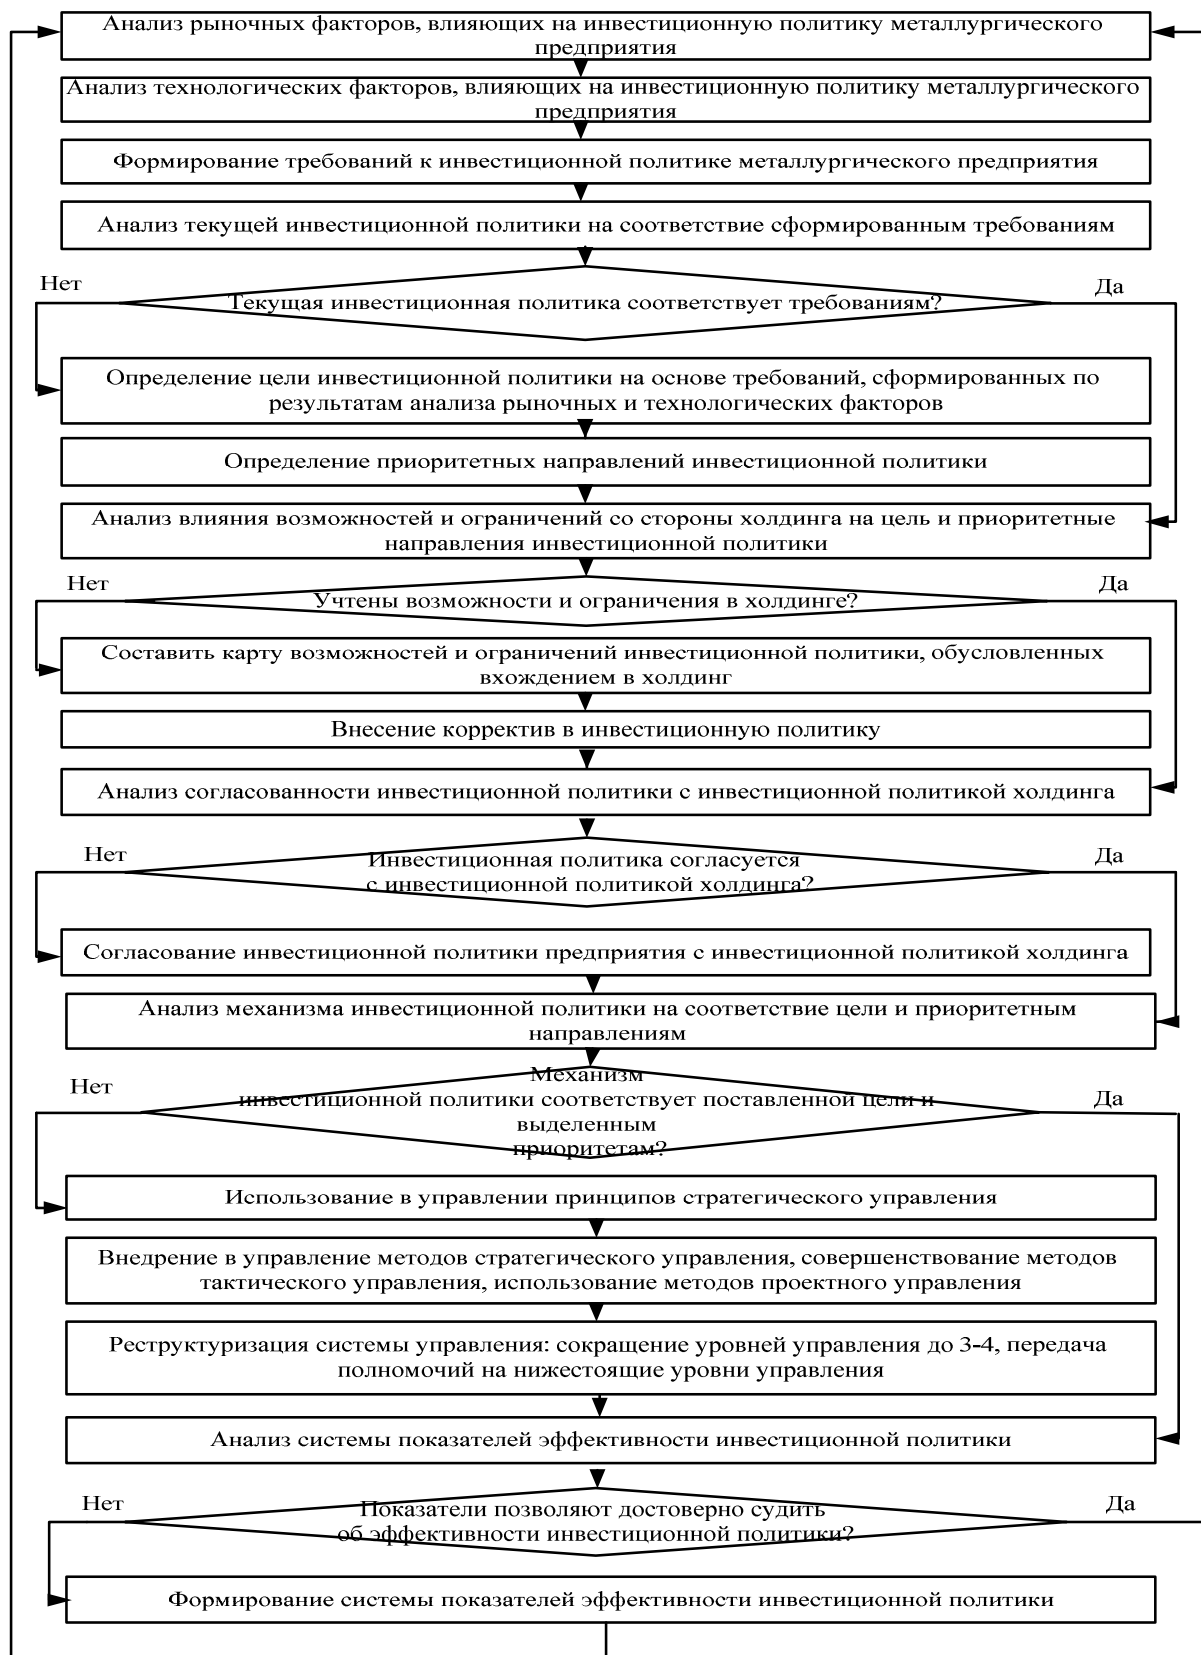 Анализ рыночных факторов, влияющих на инвестиционную политику металлургического
предприятия
Анализ технологических факторов, влияющих на инвестиционную политику металлургического
предприятия
Формирование требований к инвестиционной политике металлургического предприятия
Анализ текущей инвестиционной политики на соответствие сформированным требованиям
Нет
Да
Текущая инвестиционная политика соответствует требованиям?
Определение цели инвестиционной политики на основе требований, сформированных по
результатам анализа рыночных и технологических факторов
Определение приоритетных направлений инвестиционной политики
Анализ влияния возможностей и ограничений со стороны холдинга на цель и приоритетные
направления инвестиционной политики
Нет
Да
Учтены возможности и ограничения в холдинге?
Составить карту возможностей и ограничений инвестиционной политики, обусловленных
вхождением в холдинг
Внесение корректив в инвестиционную политику
Анализ согласованности инвестиционной политики с инвестиционной политикой холдинга
Нет
Да
Инвестиционная политика согласуется
с инвестиционной политикой холдинга?
Согласование инвестиционной политики предприятия с инвестиционной политикой холдинга
Анализ механизма инвестиционной политики на соответствие цели и приоритетным
направлениям
Нет
Да
Механизм
инвестиционной политики соответствует поставленной цели и
выделенным
приоритетам?
Использование в управлении принципов стратегического управления
Внедрение в управление методов стратегического управления, совершенствование методов
тактического управления, использование методов проектного управления
Реструктуризация системы управления: сокращение уровней управления до 3-4, передача
полномочий на нижестоящие уровни управления
Анализ системы показателей эффективности инвестиционной политики
Нет
Да
Показатели позволяют достоверно судить
об эффективности инвестиционной политики?
Формирование системы показателей эффективности инвестиционной политики